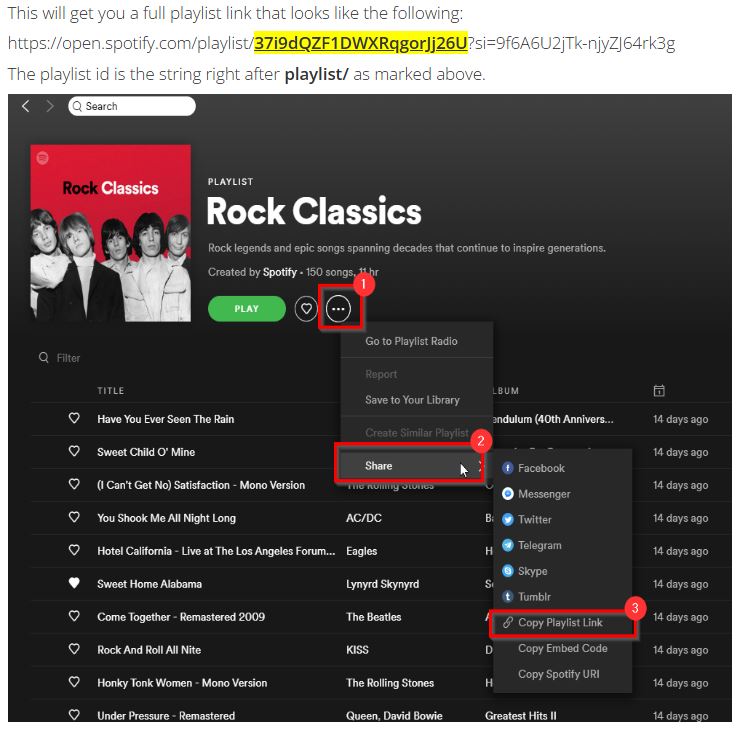 This will get you a full playlist link that looks like the following:
https://open.spotify.com/playlist/37i9dQZF1DWXRqgorJj26U?si=9f6A6U2jTk-njyZJ64rk3g
The playlist id is the string right after playlist/ as marked above.
Search
Rock Classics
PLAYLIST
Rock Classics
Rock legends and epic songs spanning decades that continue to inspire generations.
Created by Spotify • 150 songs, 11 hr
1
PLAY
Go to Playlist Radio
Filter
Report
TITLE
LBUM
Save to Your Library
Have You Ever Seen The Rain
endulum (40th Annivers...
14 days ago
Create Similar Playlist
2
Sweet Child O' Mine
14 days ago
Share
Facebook
(I Can't Get No) Satisfaction - Mono Version
The Rolling Stones
14 days ago
Messenger
You Shook Me All Night Long
AC/DC
Ba
14 days ago
Twitter
Telegram
Hotel California - Live at The Los Angeles Forum...
Eagles
H
14 days ago
Skype
Sweet Home Alabama
Lynyrd Skynyrd
Se
14 days ago
Tumblr
3
Come Together - Remastered 2009
The Beatles
A
14 days ago
Copy Playlist Link
Rock And Roll All Nite
KISS
D
14 days ago
Copy Embed Code
Copy Spotify URI
Honky Tonk Women - Mono Version
The Rolling Stones
H
14 days ago
Under Pressure - Remastered
Queen, David Bowie
Greatest Hits II
14 days ago